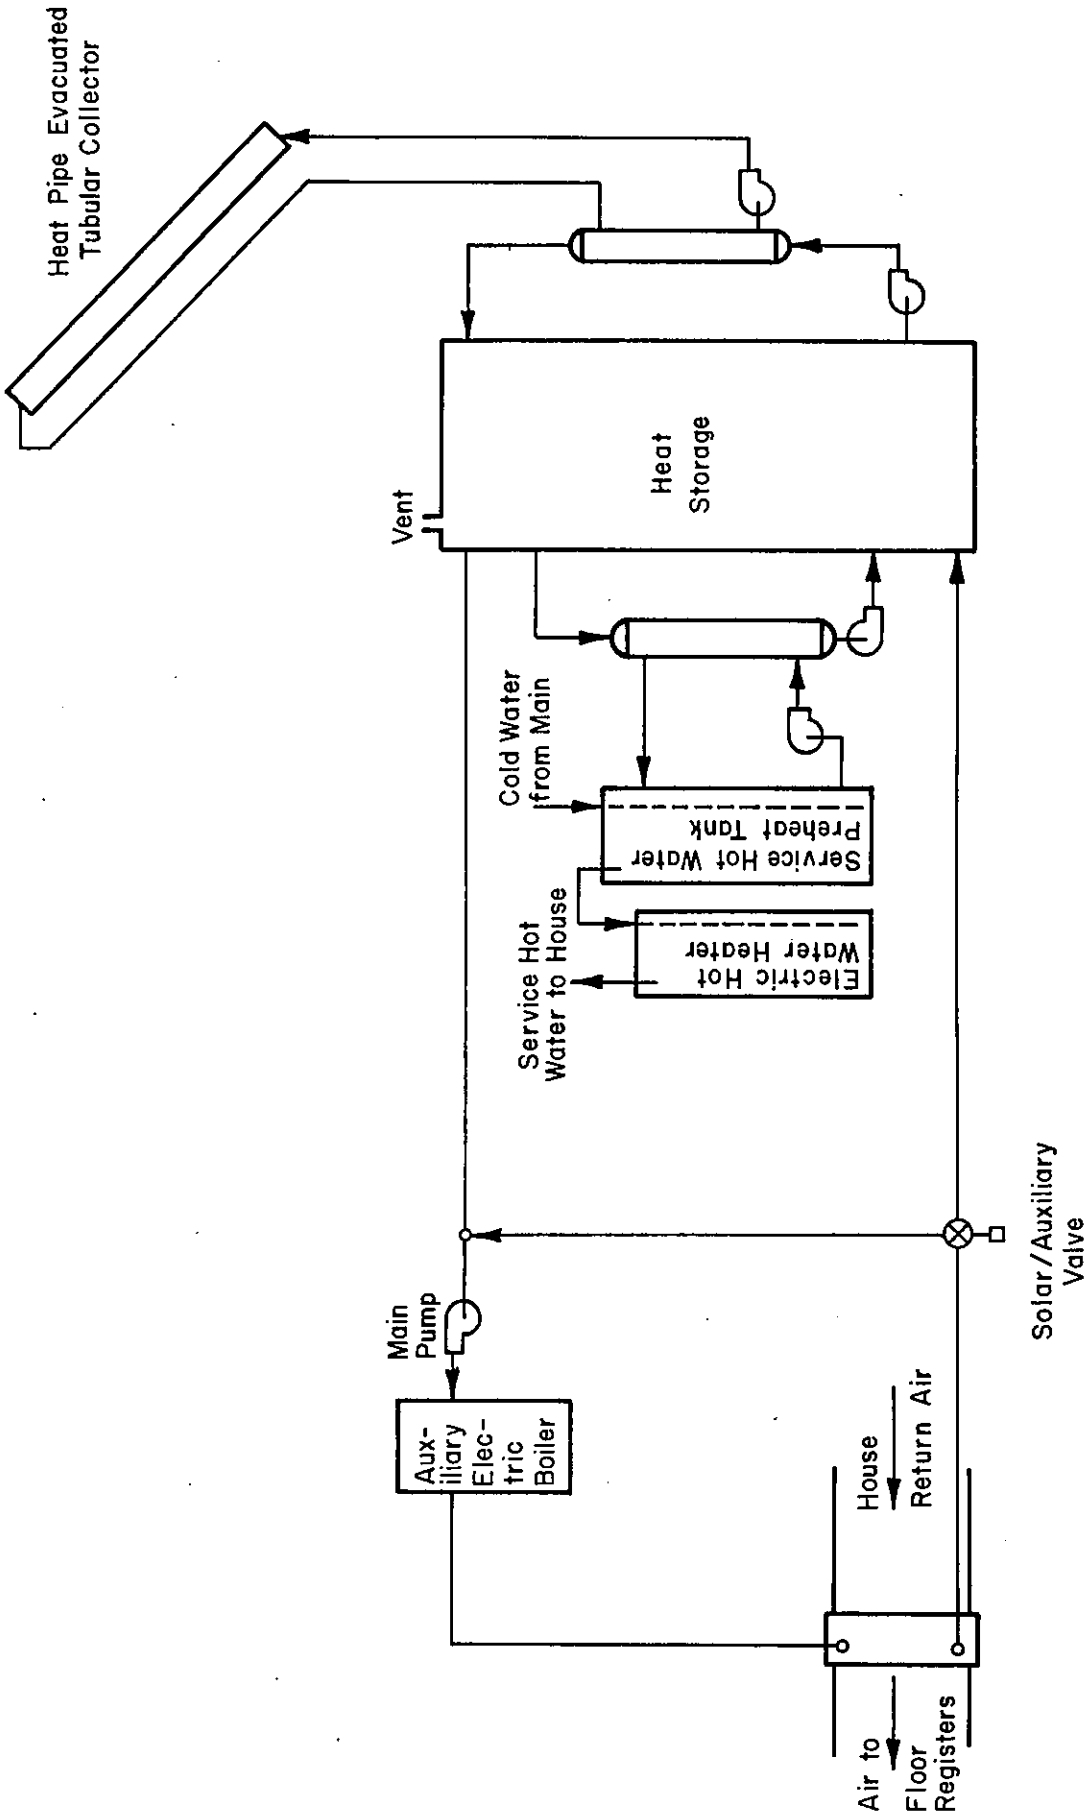 Heat Pipe Evacuated
Tubular Collector
Vent
Heat
Storage
Cold Water
from Main
Service Hot Water
Preheat Tank
Service Hot
Water to House
Electric Hot
Water Heater
Main
Pump
Aux-
iliary
Elec-
tric
Boiler
Solar/Auxiliary
Valve
House
Return Air
Air to
Floor
Registers